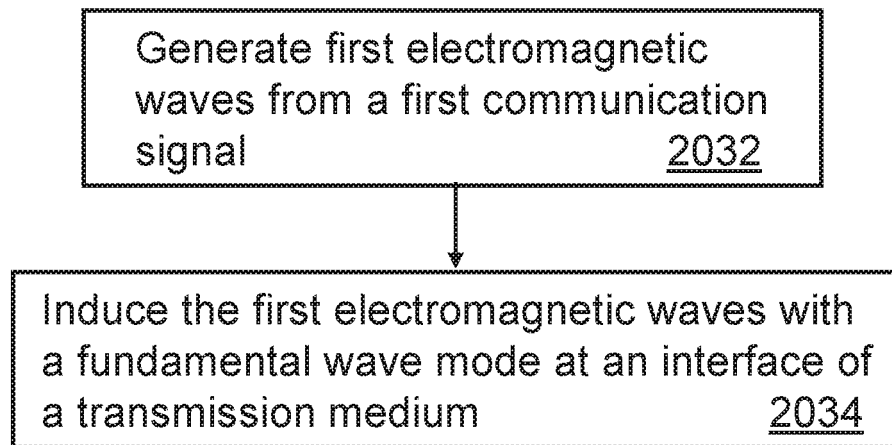 Generate first electromagnetic
waves from a first communication
signal 2032
Induce the first electromagnetic waves with
a fundamental wave mode at an interface of
a transmission medium 2034